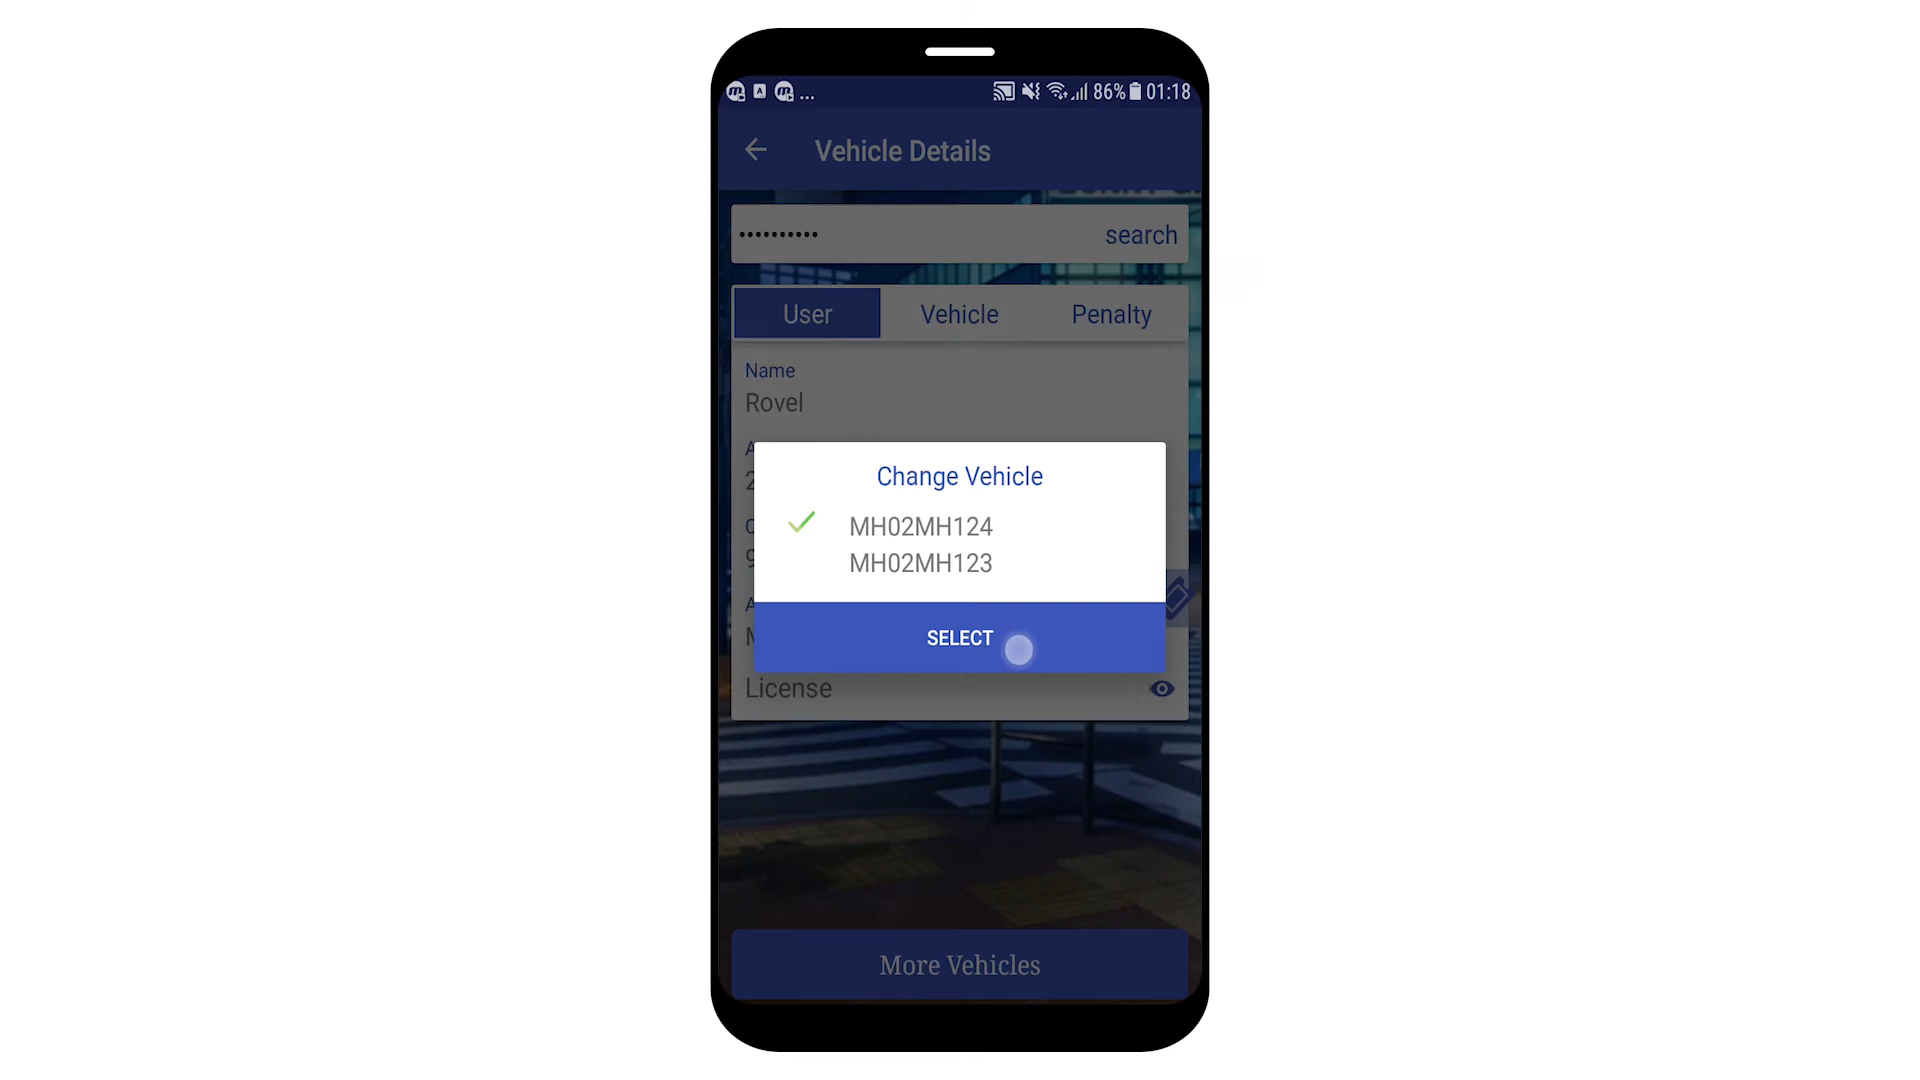 ... 86% 01:18
Vehicle Details
•••••••••• search
User Vehicle Penalty
Name
Rovel
Change Vehicle
MH02MH124
MH02MH123
SELECT
License
More Vehicles